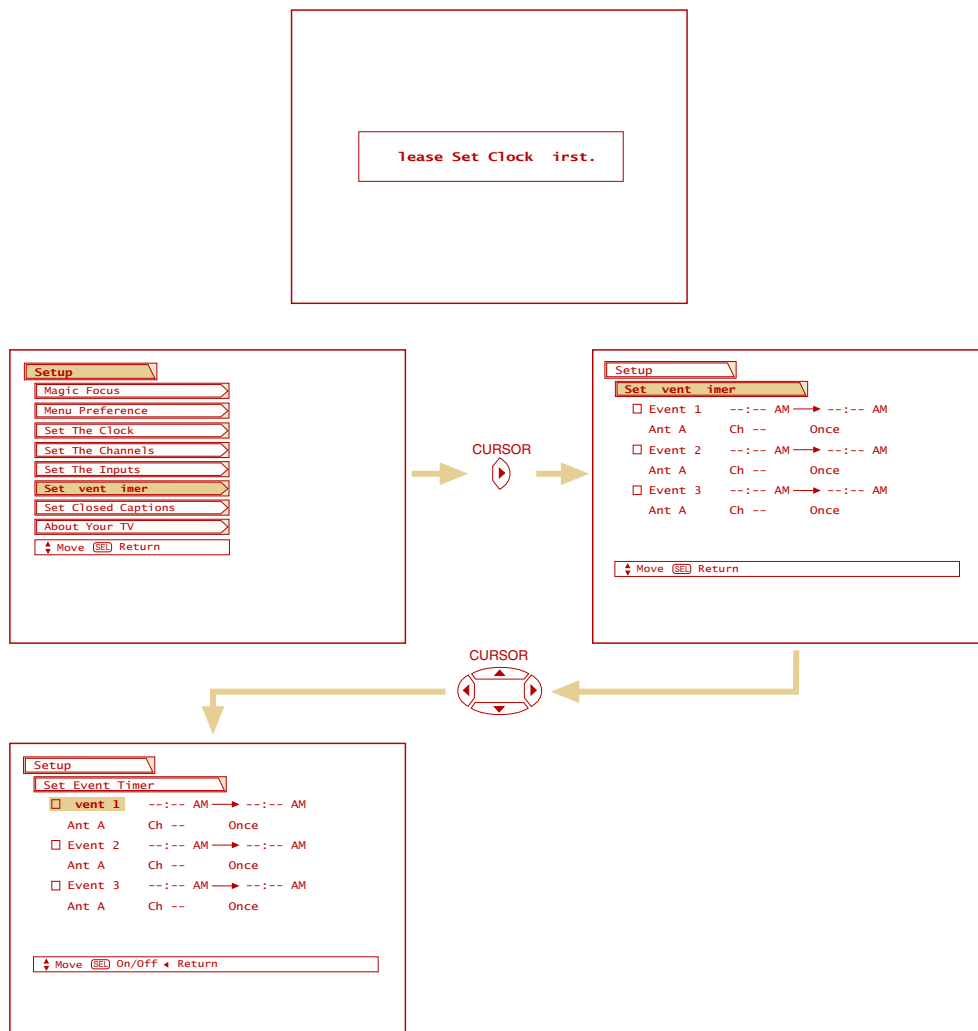 lease Set Clock irst.
Setup
Magic Focus
Menu Preference
Set The Clock
Set The Channels
Set The Inputs
Set vent imer
Set Closed Captions
About Your TV
Move SEL Return
CURSOR
Setup
Set vent imer
Event 1 --:-- AM --:-- AM
Ant A Ch -- Once
Event 2 --:-- AM --:-- AM
Ant A Ch -- Once
Event 3 --:-- AM --:-- AM
Ant A Ch -- Once
Move SEL Return
CURSOR
Setup
Set Event Timer
vent 1 --:-- AM --:-- AM
Ant A Ch -- Once
Event 2 --:-- AM --:-- AM
Ant A Ch -- Once
Event 3 --:-- AM --:-- AM
Ant A Ch -- Once
Move SEL On/Off Return